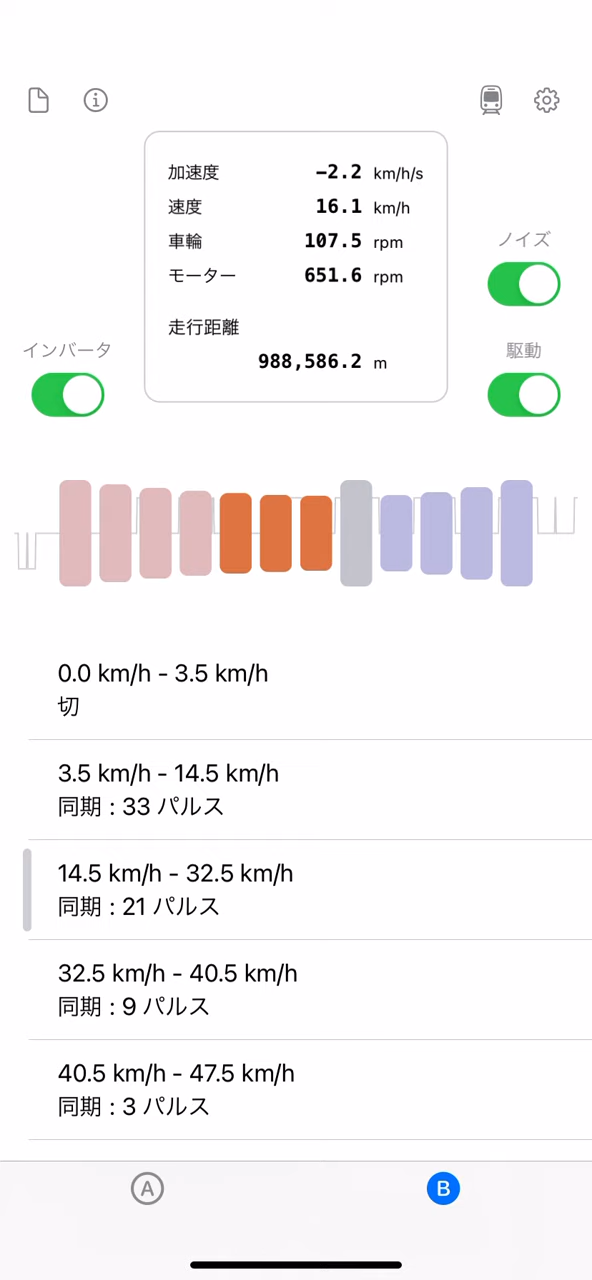 加速度 −2.2 km/h/s
速度 16.1 km/h
車輪 107.5 rpm
モーター 651.6 rpm
走行距離
988,586.2 m
ノイズ
インバータ
駆動
0.0 km/h - 3.5 km/h
切
3.5 km/h - 14.5 km/h
同期 : 33 パルス
14.5 km/h - 32.5 km/h
同期 : 21 パルス
32.5 km/h - 40.5 km/h
同期 : 9 パルス
40.5 km/h - 47.5 km/h
同期 : 3 パルス
A B